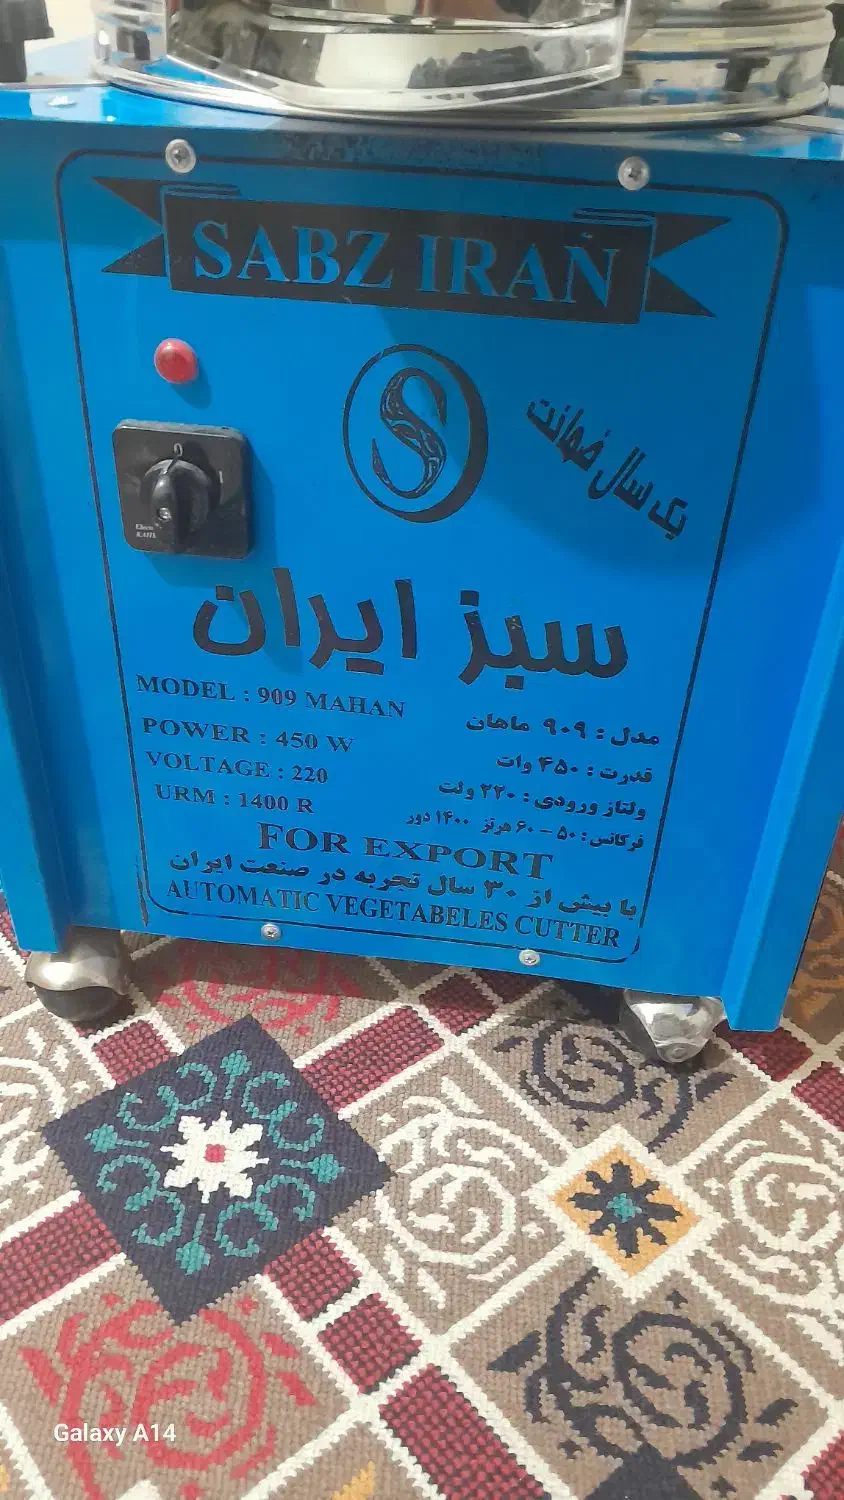 SABZ IRAN
0
یک سال ضمانت
سبز ایران
MODEL : 909 MAHAN
POWER : 450 W
VOLTAGE : 220
URM : 1400 R
مدل : ۹۰۹ ماهان
قدرت : ۴۵۰ وات
ولتاژ ورودی : ۲۲۰ ولت
فرکانس : ۵۰ - ۶۰ هرتز ۱۴۰۰ دور
FOR EXPORT
با بیش از ۳۰ سال تجربه در صنعت ایران
AUTOMATIC VEGETABELES CUTTER
Galaxy A14